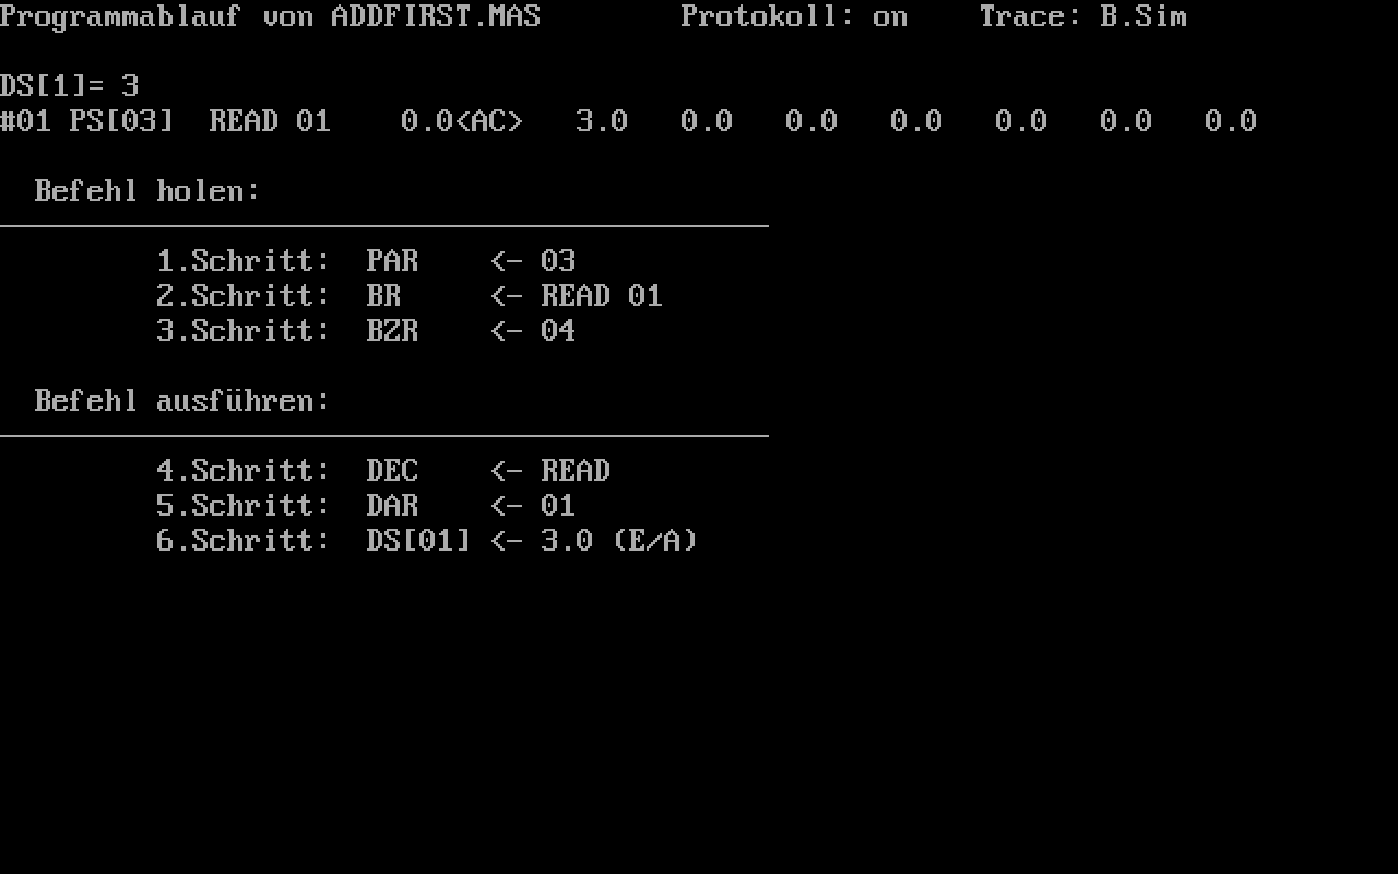 Programmablauf von ADDFIRST.MAS Protokoll: on Trace: B.Sim
DS[1]= 3
#01 PS[03] READ 01 0.0<AC> 3.0 0.0 0.0 0.0 0.0 0.0 0.0
Befehl holen:
1.Schritt: PAR <- 03
2.Schritt: BR <- READ 01
3.Schritt: BZR <- 04
Befehl ausführen:
4.Schritt: DEC <- READ
5.Schritt: DAR <- 01
6.Schritt: DS[01] <- 3.0 (E/A)